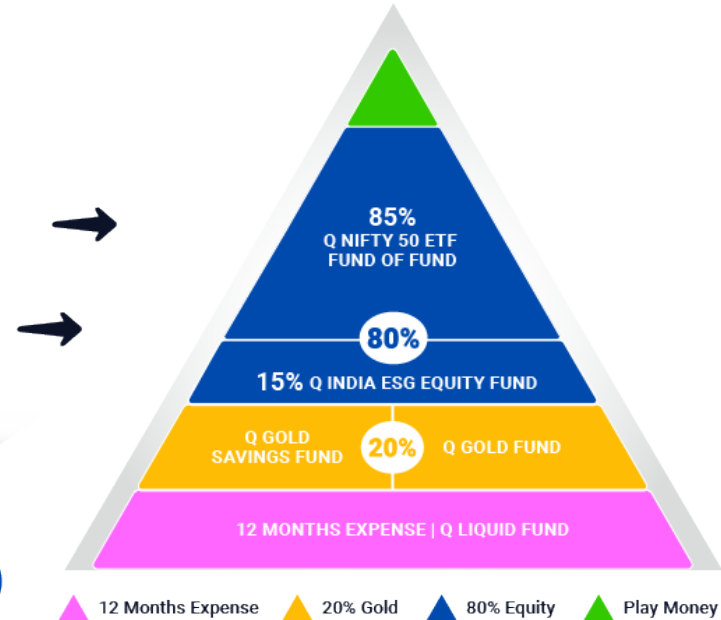 85%
Q NIFTY 50 ETF
FUND OF FUND
80%
15% Q INDIA ESG EQUITY FUND
Q GOLD
SAVINGS FUND
20%
Q GOLD FUND
12 MONTHS EXPENSE | Q LIQUID FUND
12 Months Expense 20% Gold 80% Equity Play Money